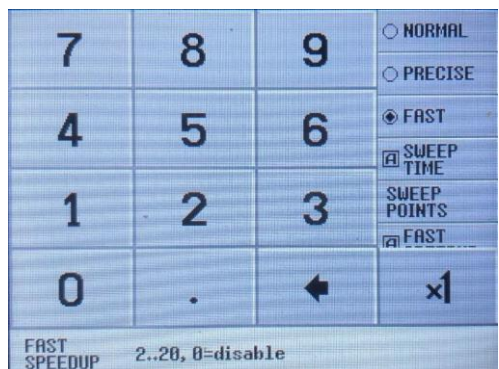 7 8 9
NORMAL
PRECISE
4 5 6
FAST
A SWEEP
TIME
1 2 3
SWEEP
POINTS
A FAST
0 . ×1
FAST
SPEEDUP 2..20, 0=disable